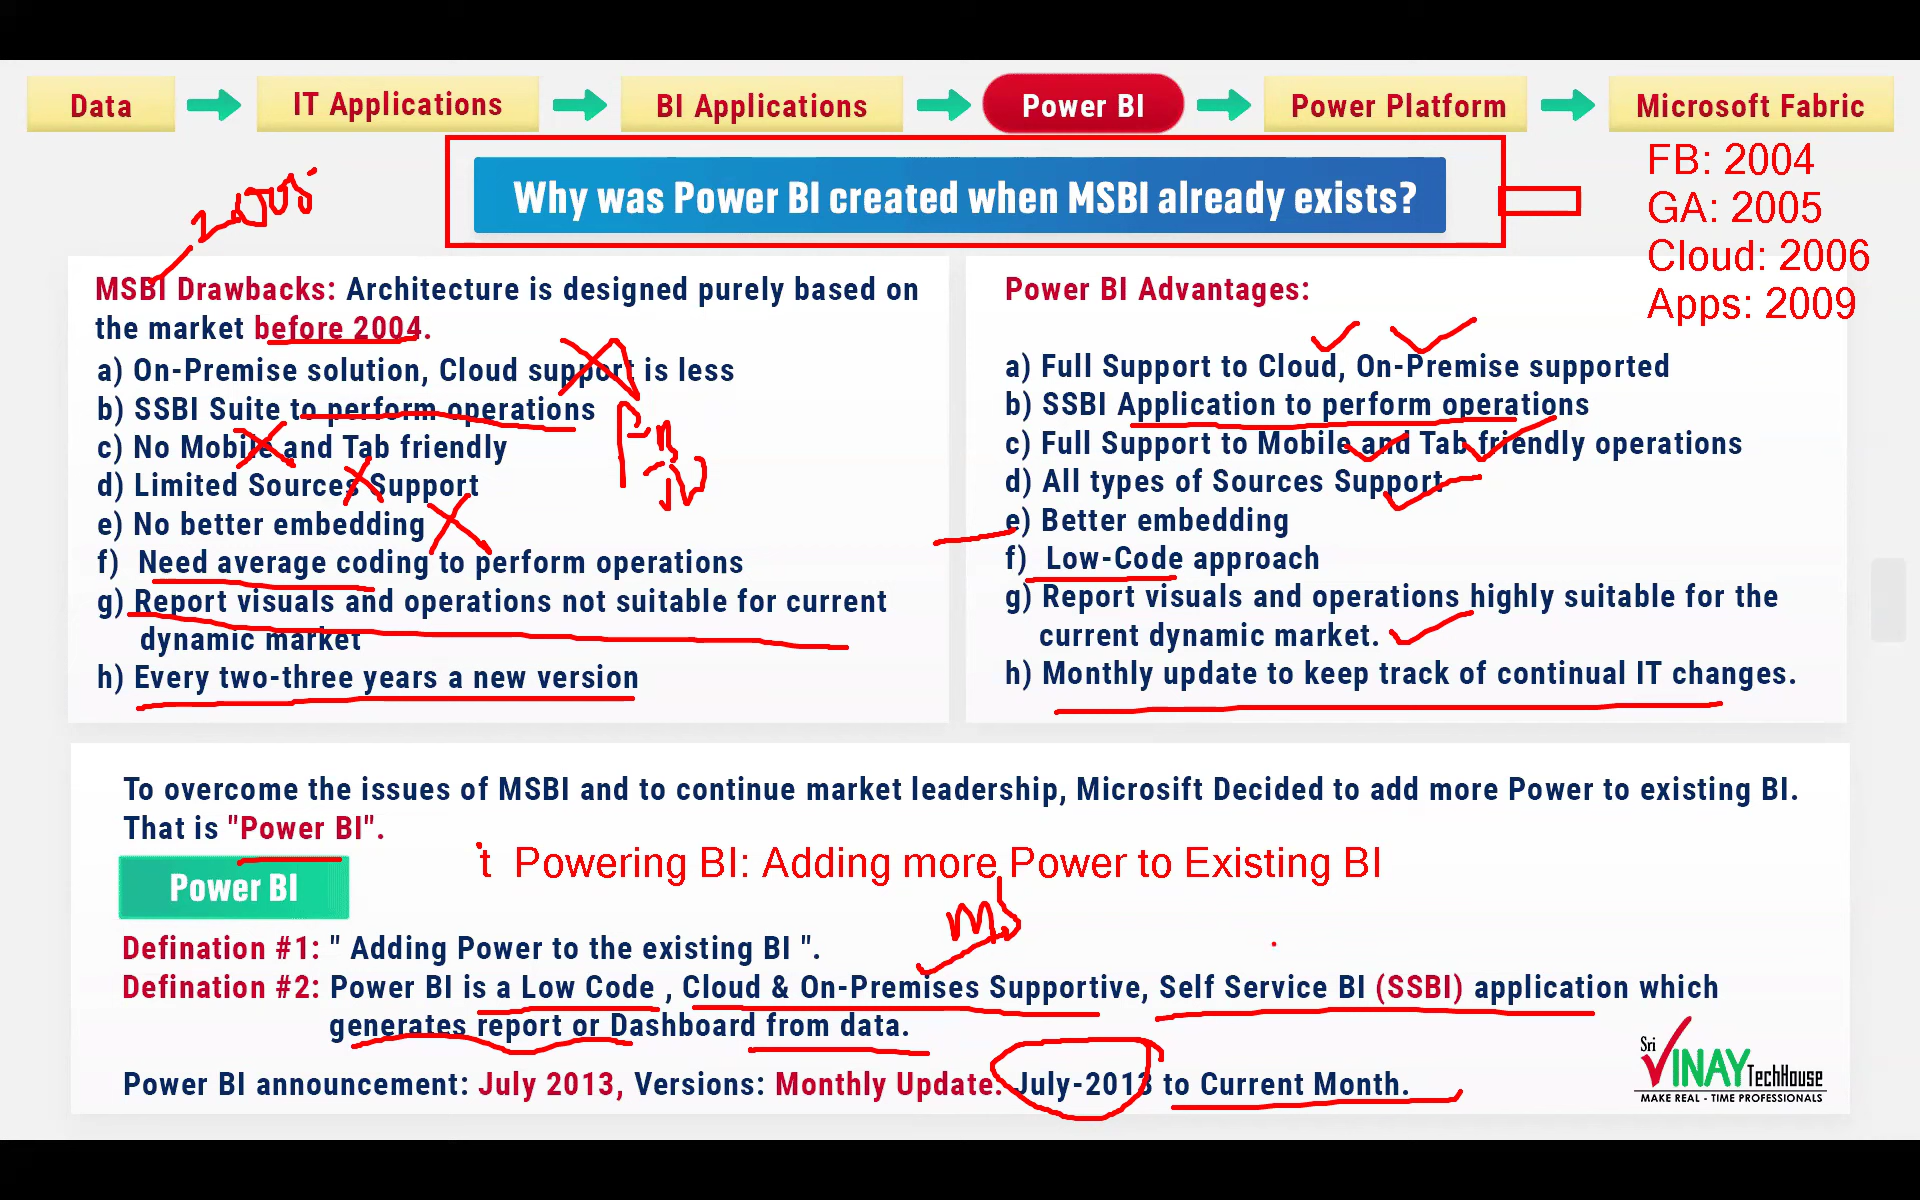 Data
IT Applications
BI Applications
Power BI
Power Platform
Microsoft Fabric
Why was Power BI created when MSBI already exists?
FB: 2004
GA: 2005
Cloud: 2006
Apps: 2009
MSBI Drawbacks: Architecture is designed purely based on
the market before 2004.
a) On-Premise solution, Cloud support is less
b) SSBI Suite to perform operations
c) No Mobile and Tab friendly
d) Limited Sources Support
e) No better embedding
f) Need average coding to perform operations
g) Report visuals and operations not suitable for current
dynamic market
h) Every two-three years a new version
Power BI Advantages:
a) Full Support to Cloud, On-Premise supported
b) SSBI Application to perform operations
c) Full Support to Mobile and Tab friendly operations
d) All types of Sources Support
e) Better embedding
f) Low-Code approach
g) Report visuals and operations highly suitable for the
current dynamic market.
h) Monthly update to keep track of continual IT changes.
To overcome the issues of MSBI and to continue market leadership, Microsift Decided to add more Power to existing BI.
That is "Power BI".
t Powering BI: Adding more Power to Existing BI
Power BI
Defination #1: " Adding Power to the existing BI ".
Defination #2: Power BI is a Low Code , Cloud & On-Premises Supportive, Self Service BI (SSBI) application which
generates report or Dashboard from data.
Power BI announcement: July 2013, Versions: Monthly Update. July-2013 to Current Month.
Sri
VINAY TechHouse
MAKE REAL - TIME PROFESSIONALS